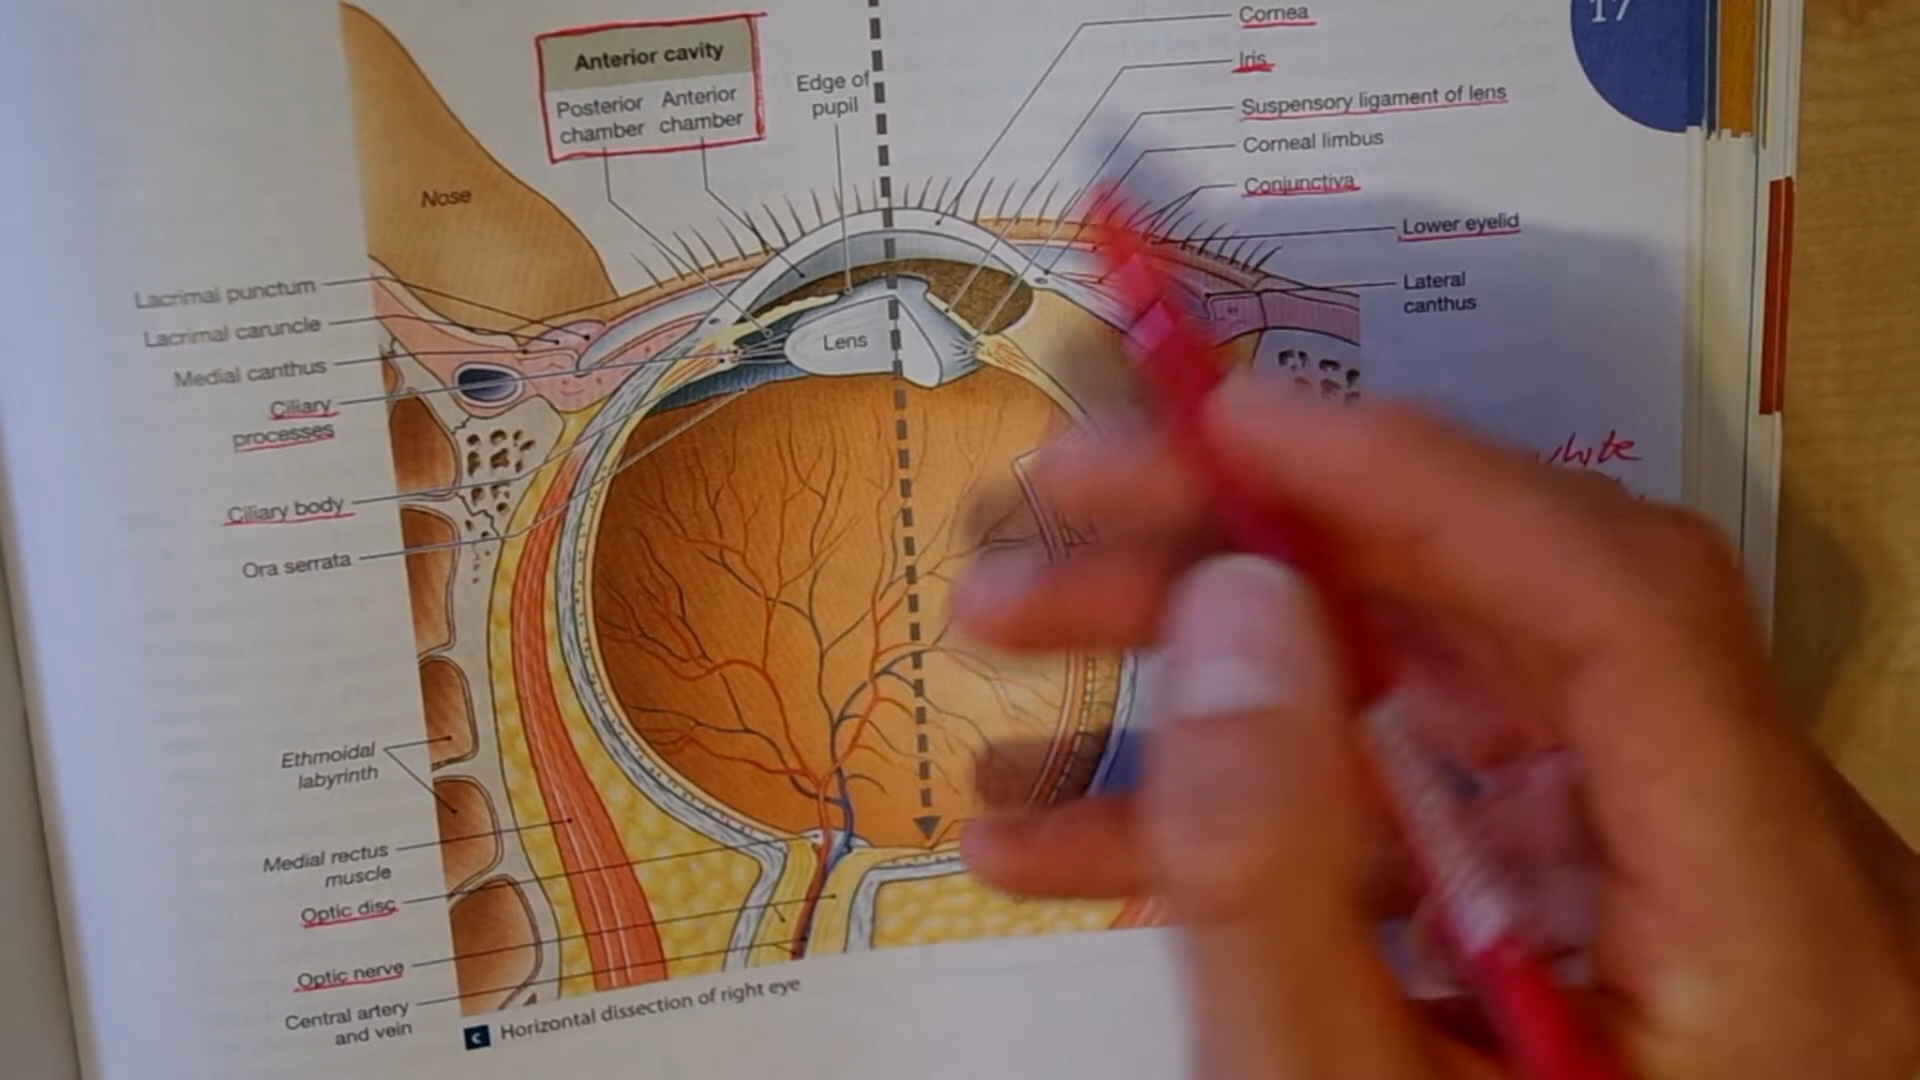 17
Anterior cavity
Posterior chamber
Anterior chamber
Edge of
pupil
Cornea
Iris
Suspensory ligament of lens
Corneal limbus
Conjunctiva
Lower eyelid
Lateral
canthus
Nose
Lens
Lacrimal punctum
Lacrimal caruncle
Medial canthus
Ciliary
processes
Ciliary body
Ora serrata
Ethmoidal
labyrinth
Medial rectus
muscle
Optic disc
Optic nerve
Central artery
and vein
c Horizontal dissection of right eye